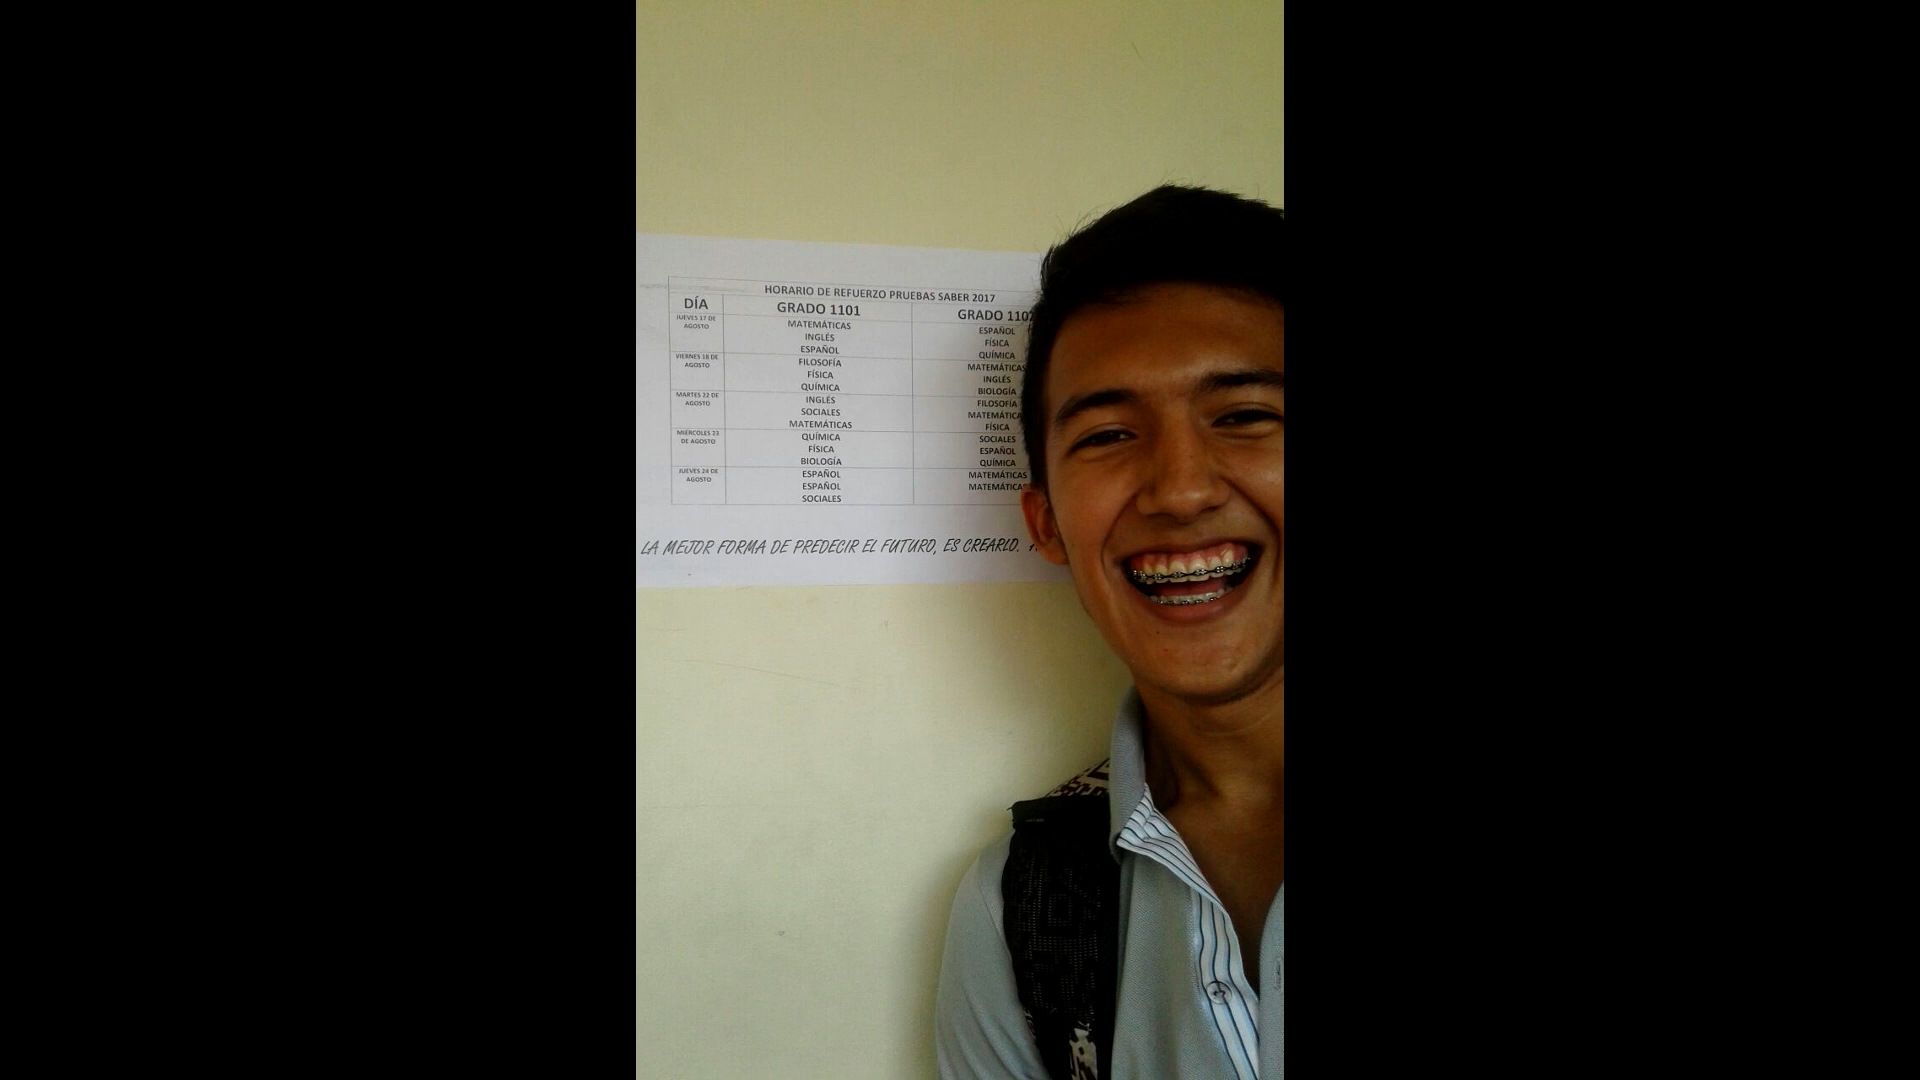 HORARIO DE REFUERZO PRUEBAS SABER 2017
DÍA GRADO 1101 GRADO
JUEVES 17 DE AGOSTO
MATEMÁTICAS ESPAÑOL
INGLÉS FÍSICA
ESPAÑOL QUÍMICA
VIERNES 18 DE AGOSTO
FILOSOFÍA MATEMÁTICAS
FÍSICA INGLÉS
QUÍMICA BIOLOGÍA
MARTES 22 DE AGOSTO
INGLÉS FILOSOFÍA
SOCIALES MATEMÁTICA
MATEMÁTICAS FÍSICA
MIÉRCOLES 23 DE AGOSTO
QUÍMICA SOCIALES
FÍSICA ESPAÑOL
BIOLOGÍA QUÍMICA
JUEVES 24 DE AGOSTO
ESPAÑOL MATEMÁTICAS
ESPAÑOL MATEMÁTICAS
SOCIALES
LA MEJOR FORMA DE PREDECIR EL FUTURO, ES CREARLO.